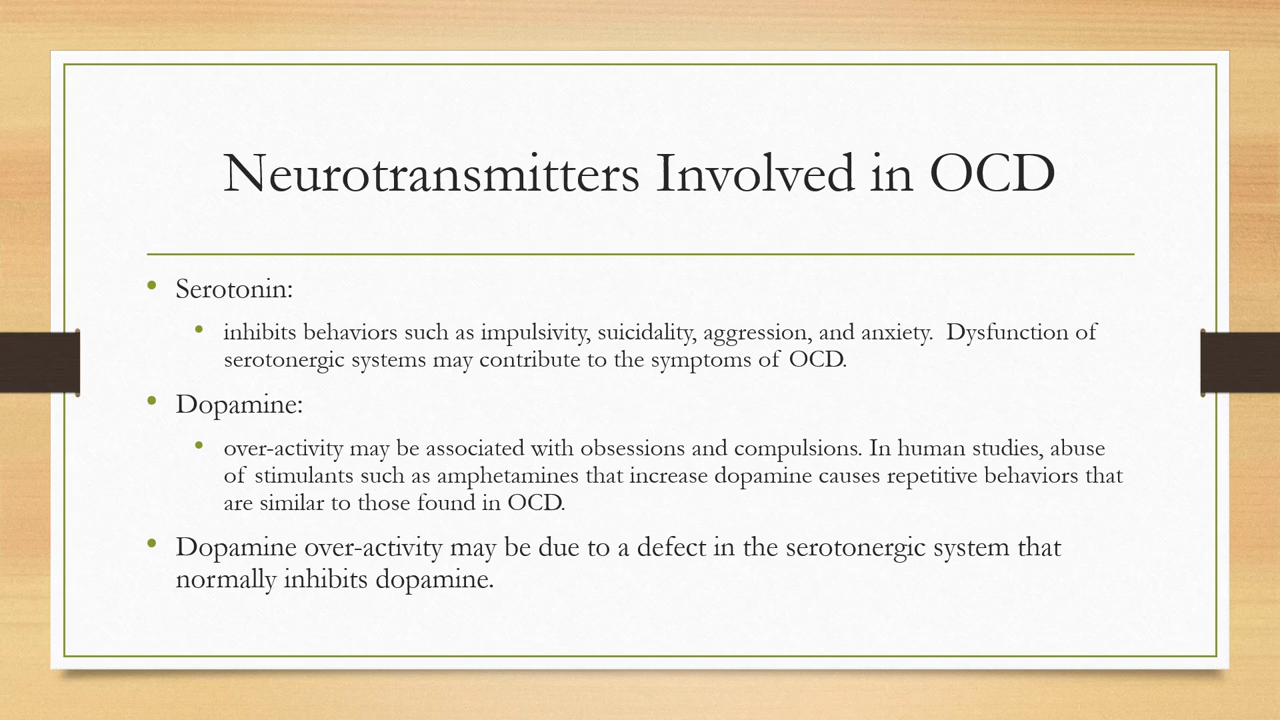 Neurotransmitters Involved in OCD
• Serotonin:
• inhibits behaviors such as impulsivity, suicidality, aggression, and anxiety.  Dysfunction of
serotonergic systems may contribute to the symptoms of OCD.
• Dopamine:
• over-activity may be associated with obsessions and compulsions. In human studies, abuse
of stimulants such as amphetamines that increase dopamine causes repetitive behaviors that
are similar to those found in OCD.
• Dopamine over-activity may be due to a defect in the serotonergic system that
normally inhibits dopamine.